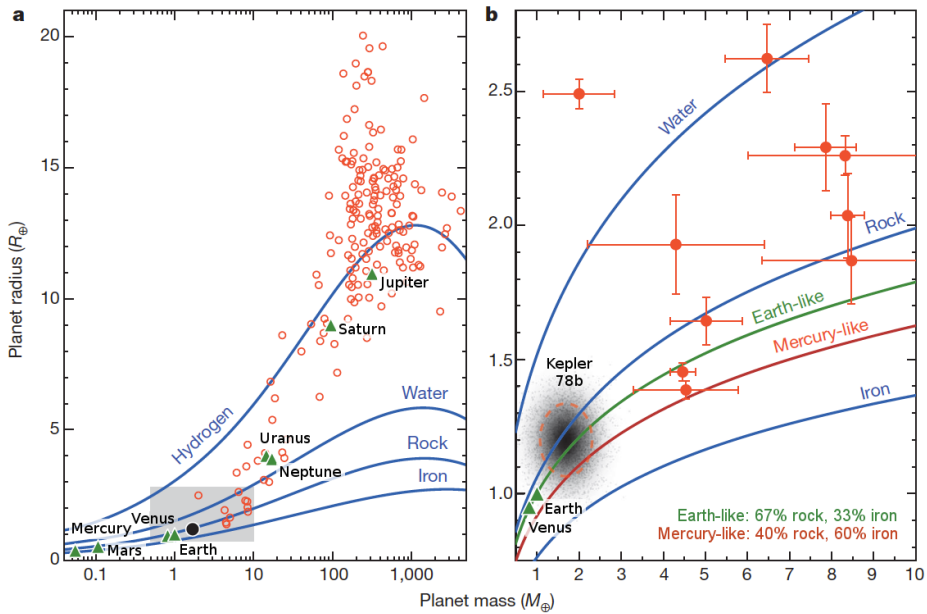 a
b
20
15
10
5
0
Planet radius (R⊕)
0.1
1
10
100
1,000
Hydrogen
Water
Rock
Iron
Jupiter
Saturn
Uranus
Neptune
Venus
Mercury
Mars
Earth
2.5
2.0
1.5
1.0
0
1
2
3
4
5
6
7
8
9
10
Water
Rock
Earth-like
Mercury-like
Iron
Kepler
78b
Earth
Venus
Earth-like: 67% rock, 33% iron
Mercury-like: 40% rock, 60% iron
Planet mass (M⊕)